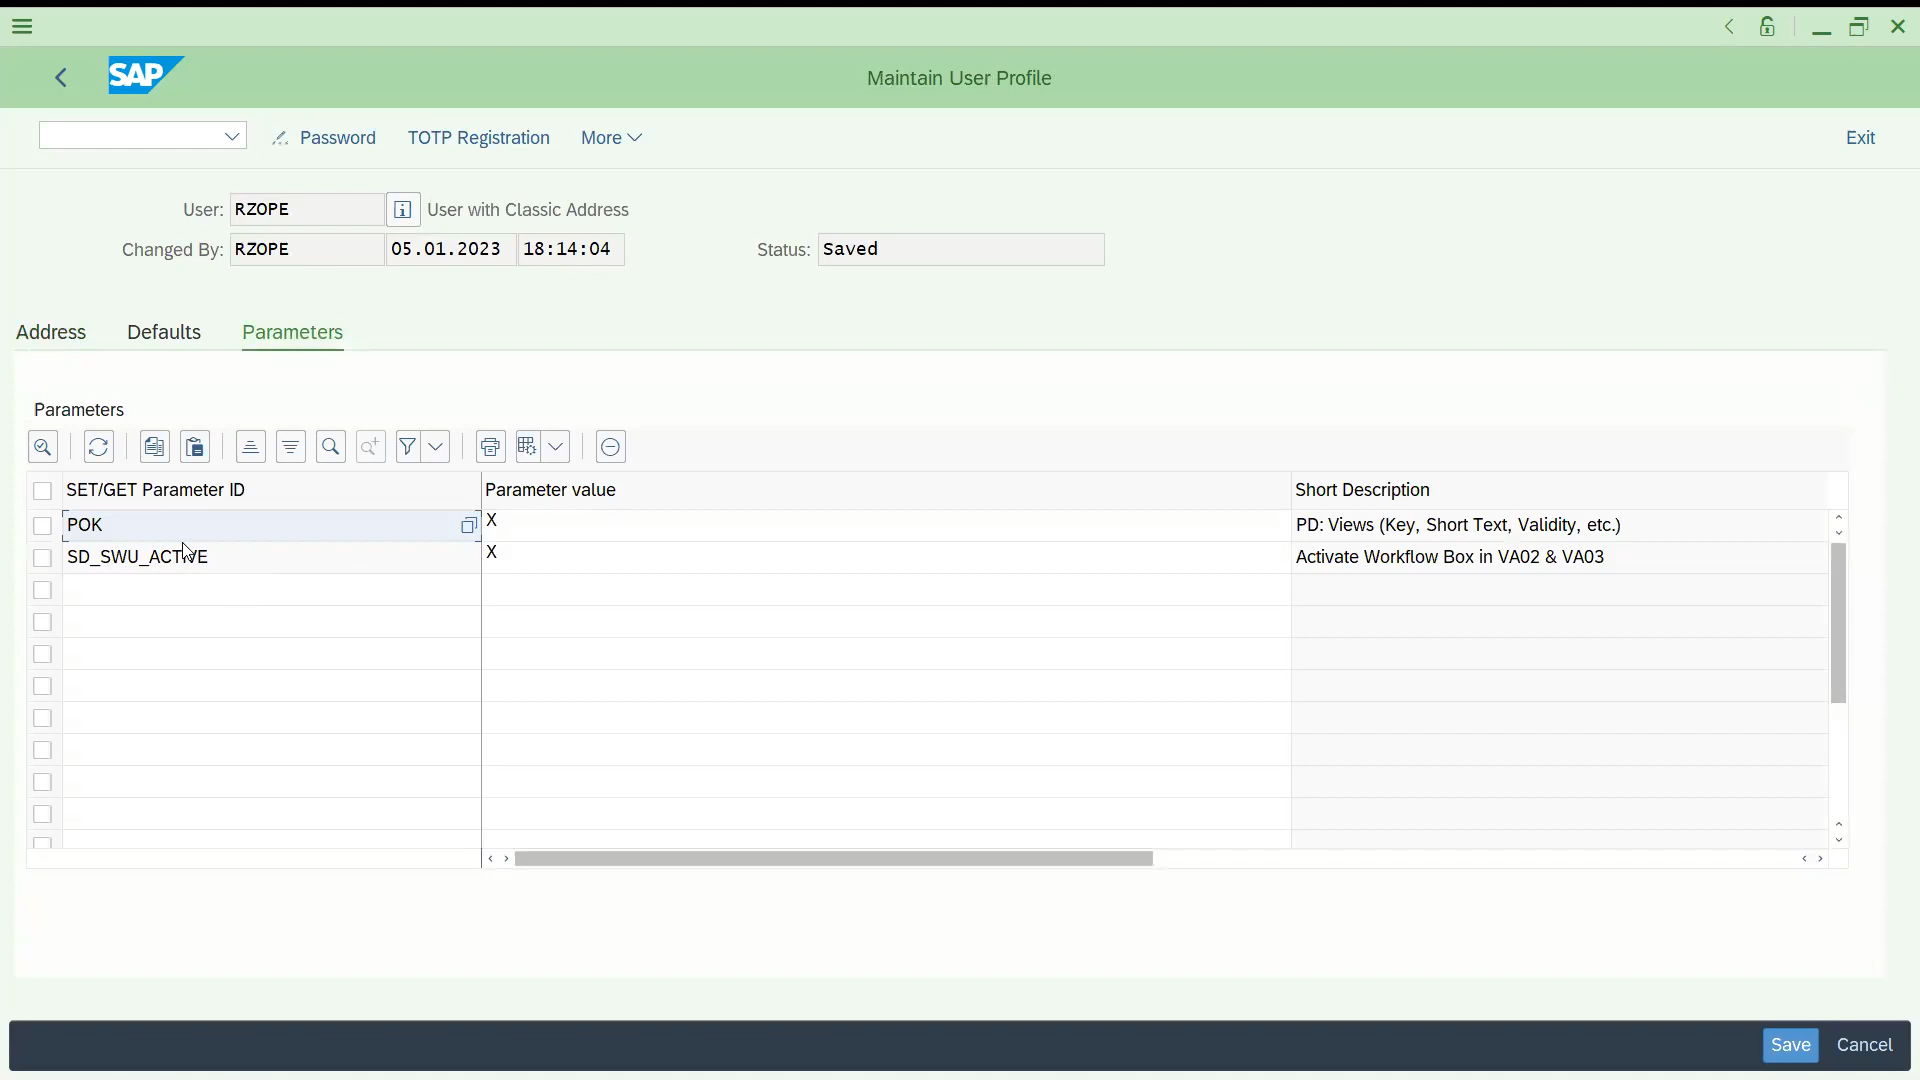 SAP
Maintain User Profile
Password TOTP Registration More Exit
User: RZOPE User with Classic Address
Changed By: RZOPE 05.01.2023 18:14:04 Status: Saved
Address Defaults Parameters
Parameters
SET/GET Parameter ID Parameter value Short Description
POK X PD: Views (Key, Short Text, Validity, etc.)
SD_SWU_ACTIVE X Activate Workflow Box in VA02 & VA03
Save Cancel